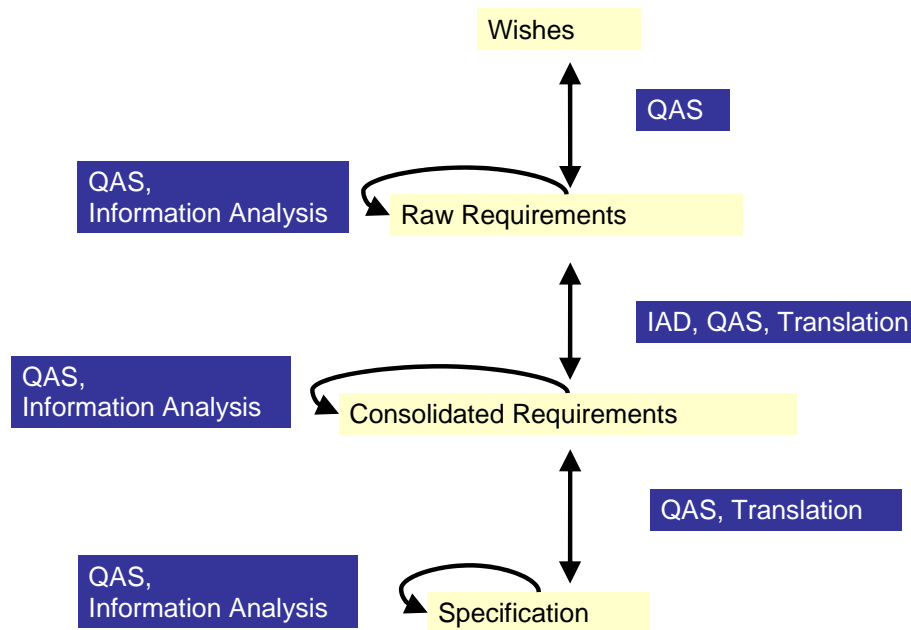 Wishes
QAS
QAS,
Information Analysis
Raw Requirements
IAD, QAS, Translation
QAS,
Information Analysis
Consolidated Requirements
QAS, Translation
QAS,
Information Analysis
Specification